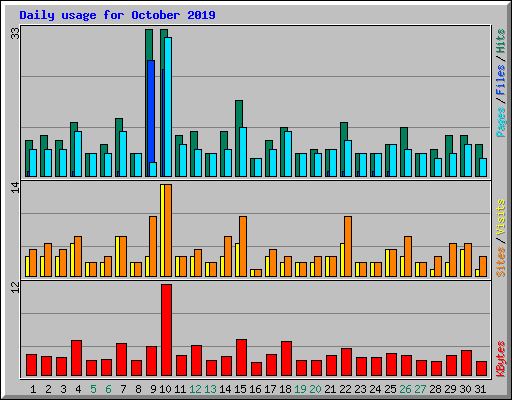 Daily usage for October 2019
33
Pages / Files / Hits
14
Sites / Visits
12
KBytes
1 2 3 4 5 6 7 8 9 10 11 12 13 14 15 16 17 18 19 20 21 22 23 24 25 26 27 28 29 30 31